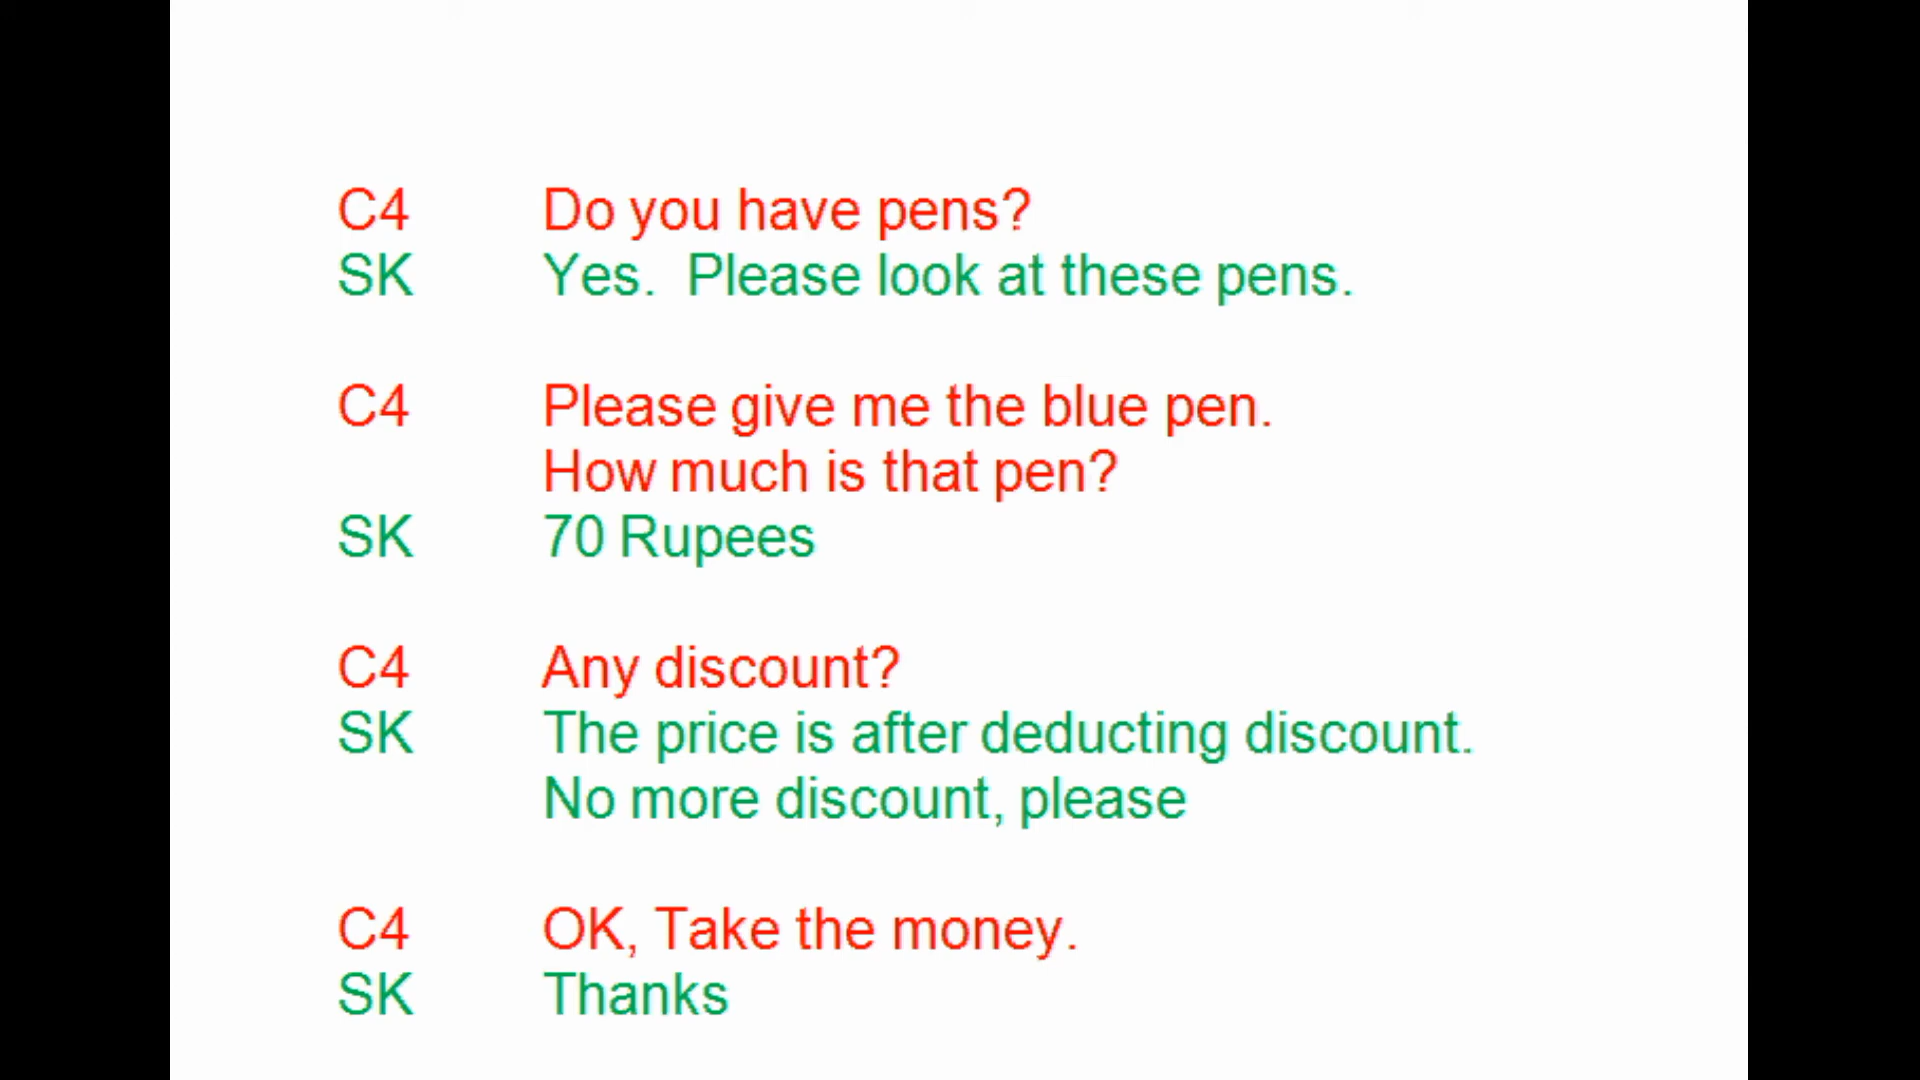 C4 Do you have pens?
SK Yes. Please look at these pens.
C4 Please give me the blue pen.
How much is that pen?
SK 70 Rupees
C4 Any discount?
SK The price is after deducting discount.
No more discount, please
C4 OK, Take the money.
SK Thanks